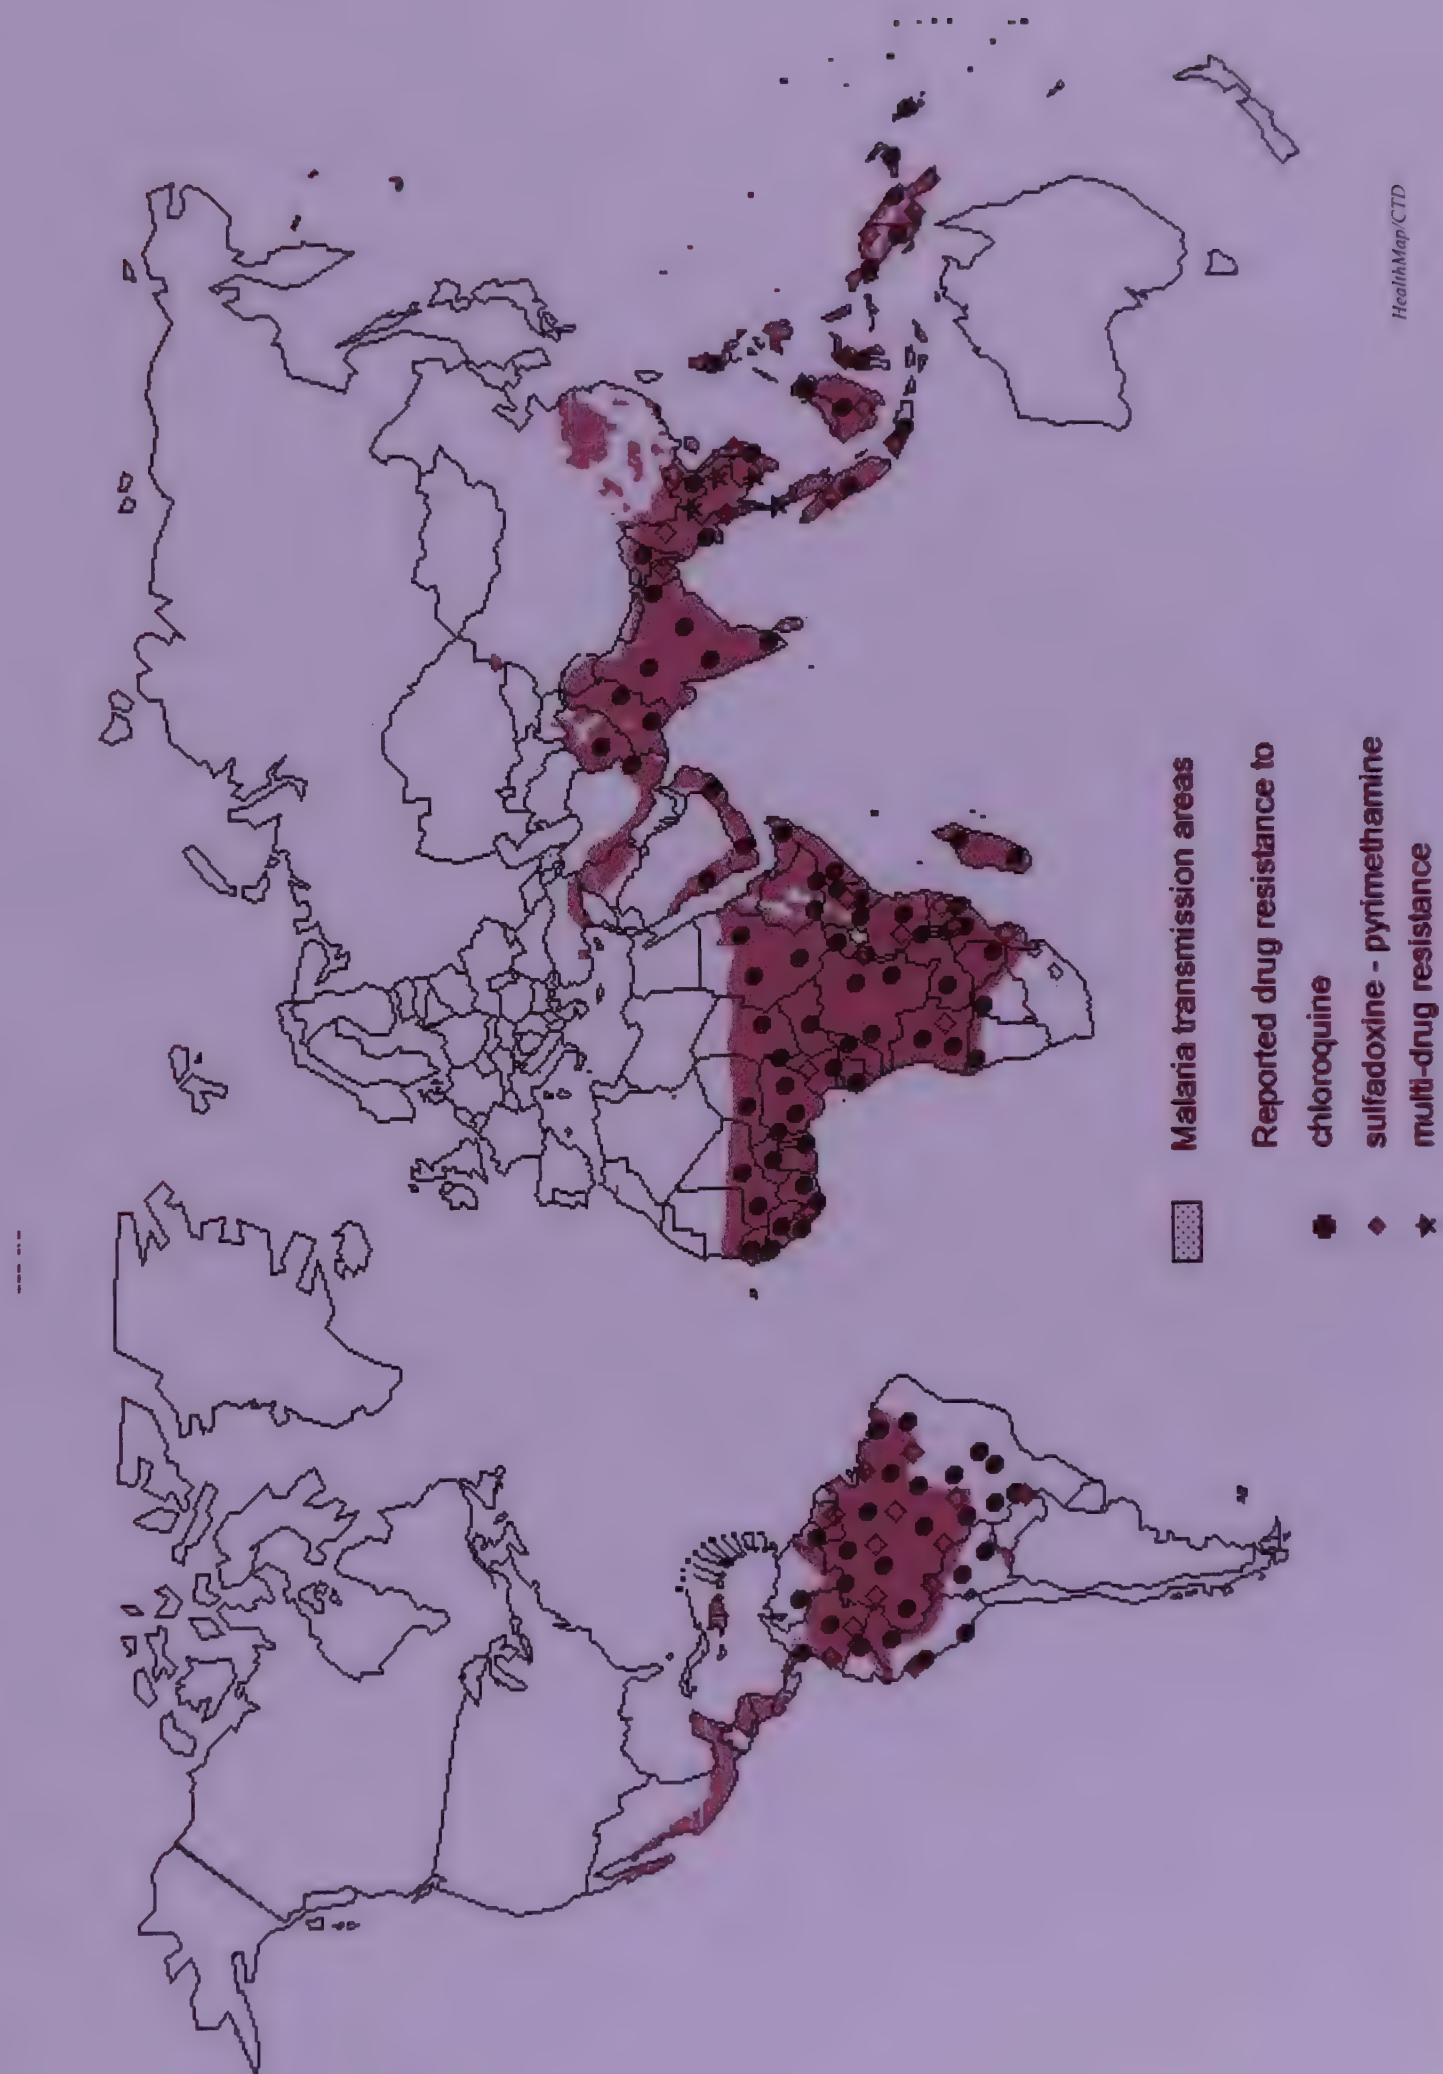 Malaria transmission areas
Reported drug resistance to
chloroquine
sulfadoxine - pyrimethamine
multi-drug resistance
HealthMap/CTD